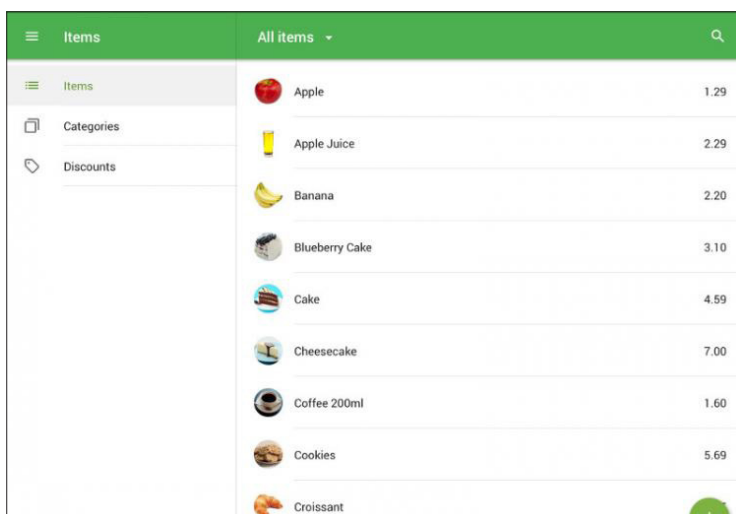 Items
All items
Items
Categories
Discounts
Apple 1.29
Apple Juice 2.29
Banana 2.20
Blueberry Cake 3.10
Cake 4.59
Cheesecake 7.00
Coffee 200ml 1.60
Cookies 5.69
Croissant